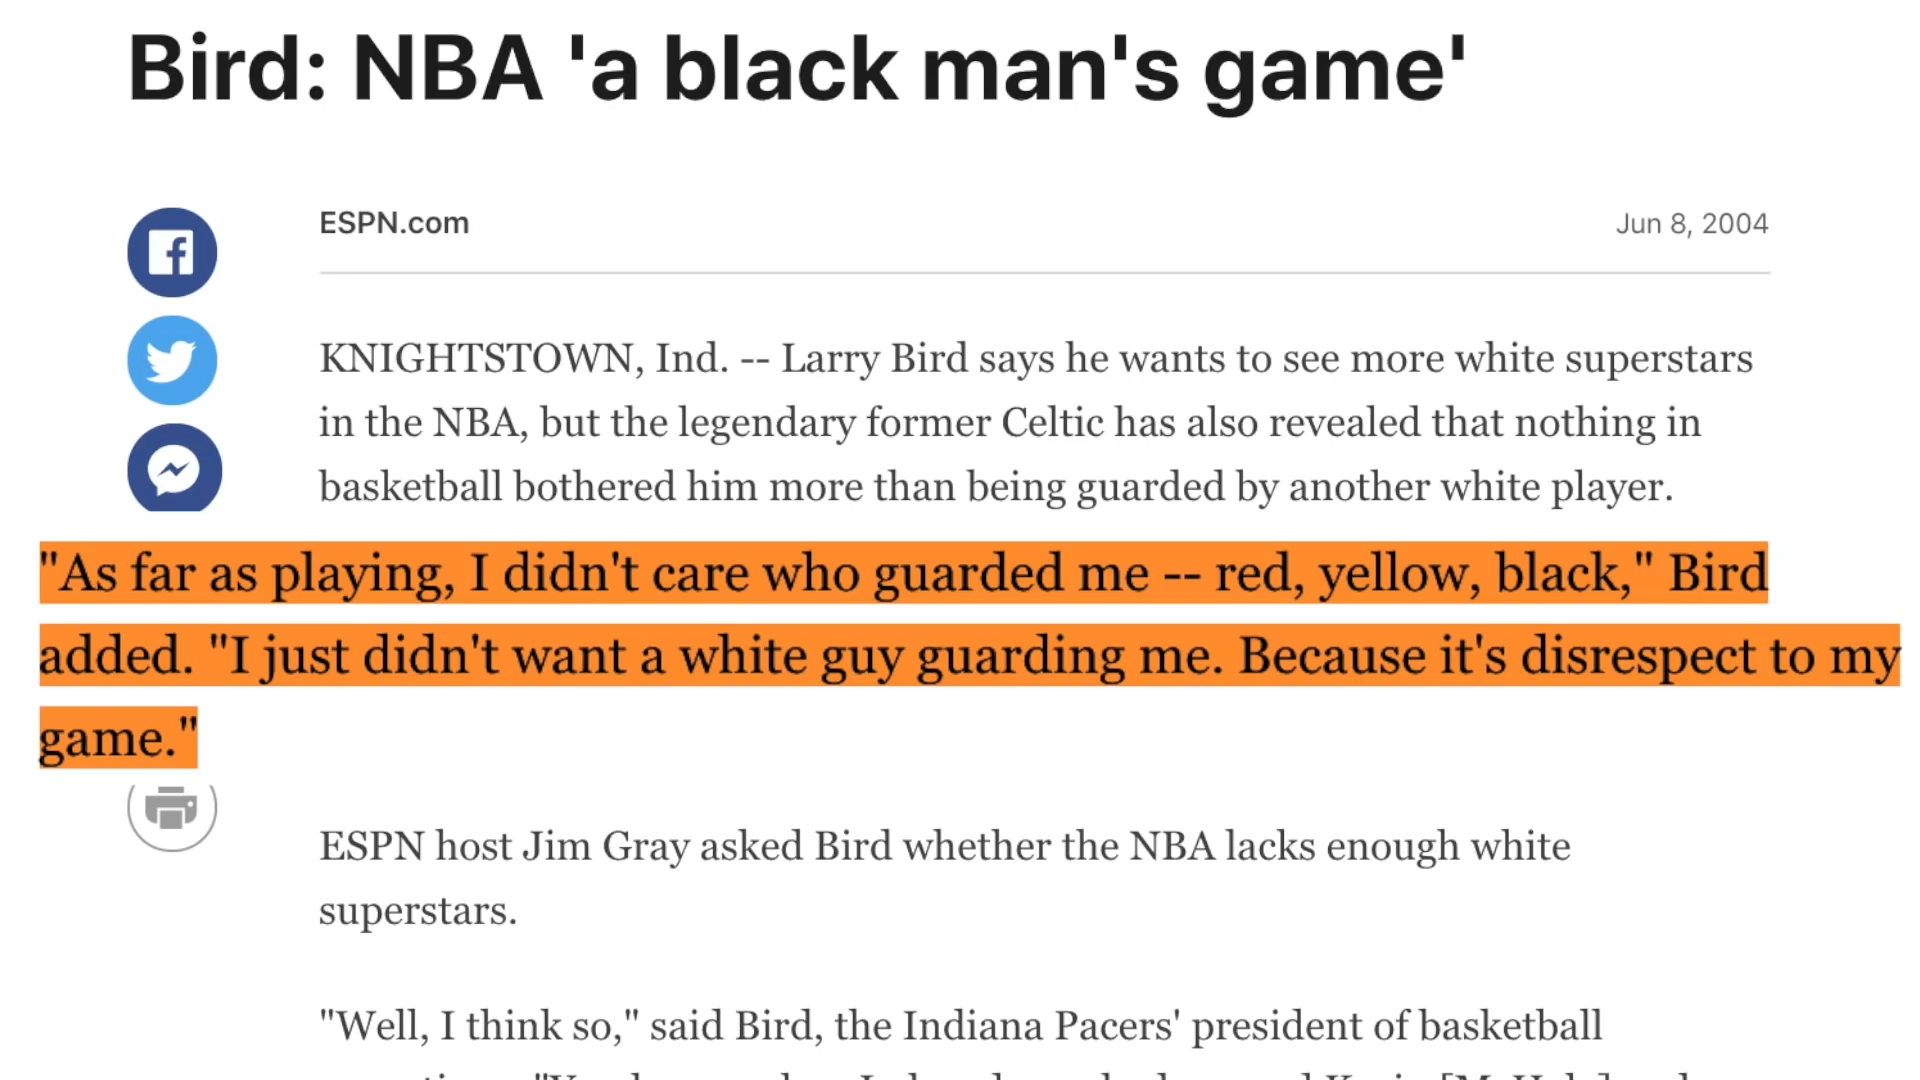 Bird: NBA 'a black man's game'
ESPN.com
Jun 8, 2004
KNIGHTSTOWN, Ind. -- Larry Bird says he wants to see more white superstars
in the NBA, but the legendary former Celtic has also revealed that nothing in
basketball bothered him more than being guarded by another white player.
"As far as playing, I didn't care who guarded me -- red, yellow, black," Bird
added. "I just didn't want a white guy guarding me. Because it's disrespect to my
game."
ESPN host Jim Gray asked Bird whether the NBA lacks enough white
superstars.
"Well, I think so," said Bird, the Indiana Pacers' president of basketball